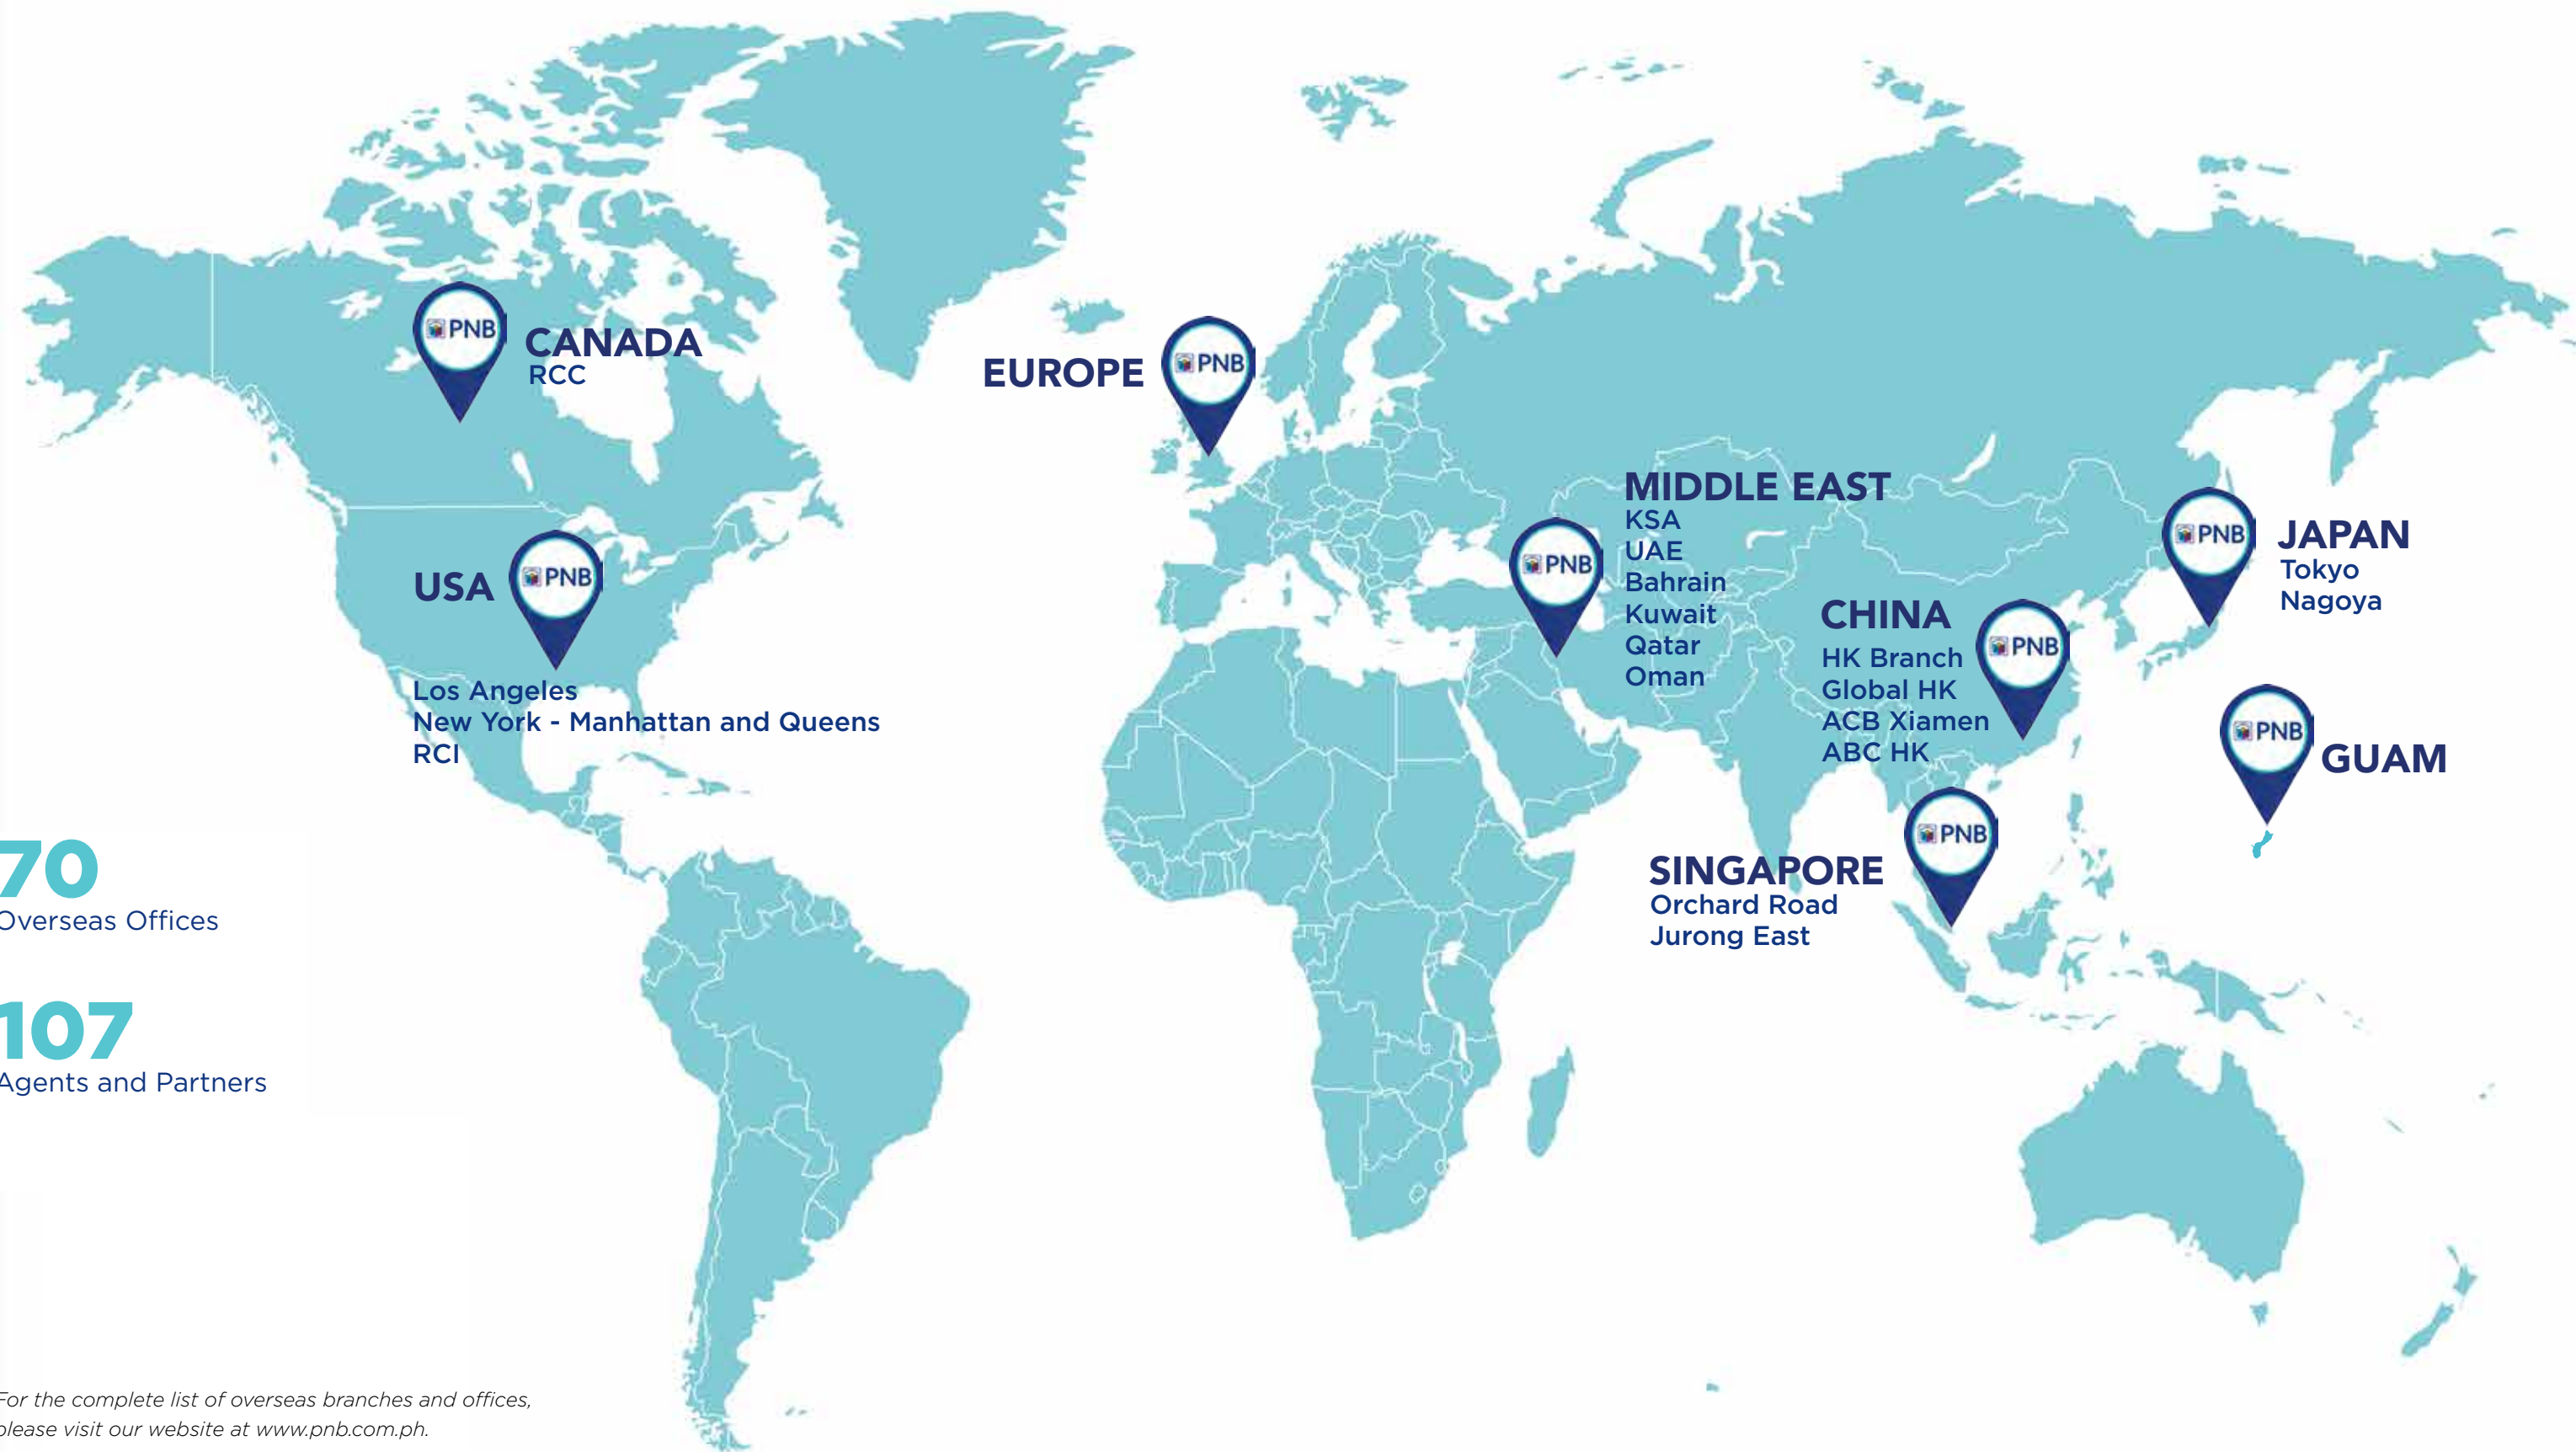 PNB
CANADA
RCC
EUROPE
PNB
MIDDLE EAST
KSA
UAE
Bahrain
Kuwait
Qatar
Oman
PNB
PNB
JAPAN
Tokyo
Nagoya
USA
PNB
Los Angeles
New York - Manhattan and Queens
RCI
CHINA
HK Branch
Global HK
ACB Xiamen
ABC HK
PNB
PNB
GUAM
PNB
SINGAPORE
Orchard Road
Jurong East
70
Overseas Offices
107
Agents and Partners
For the complete list of overseas branches and offices,
please visit our website at www.pnb.com.ph.